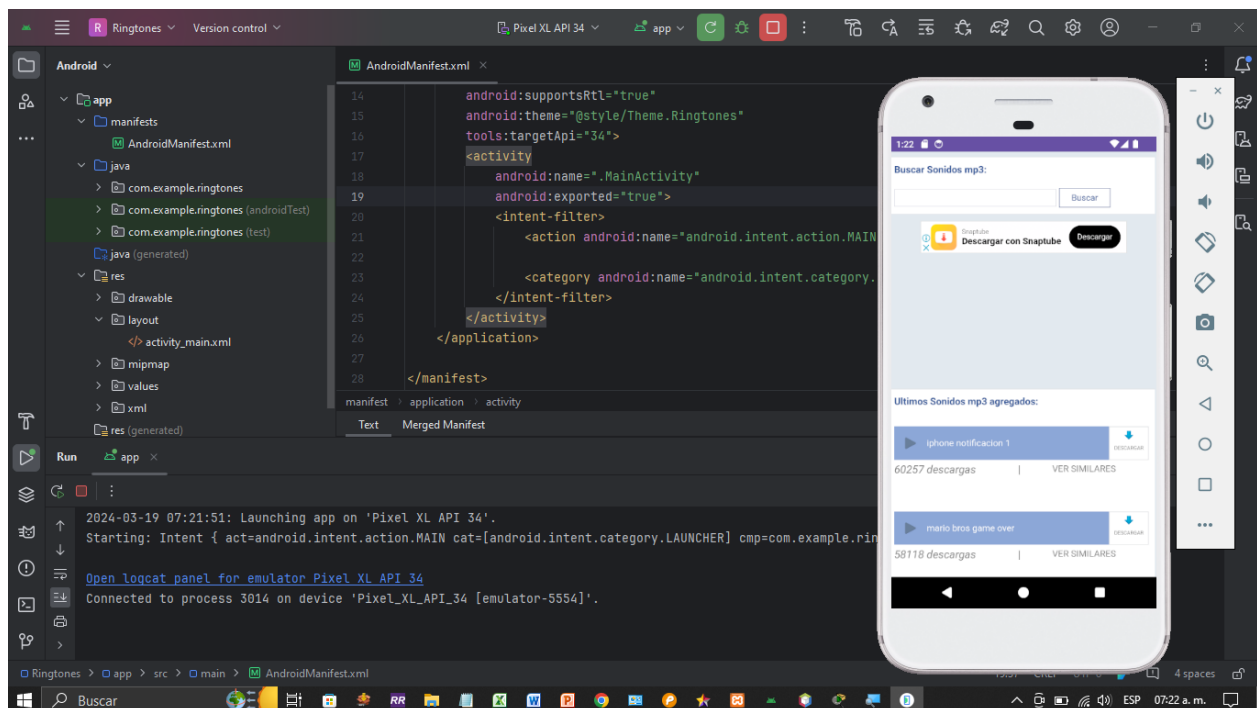 R Ringtones Version control Pixel XL API 34 app
Android
app
manifests
AndroidManifest.xml
java
com.example.ringtones
com.example.ringtones (androidTest)
com.example.ringtones (test)
java (generated)
res
drawable
layout
activity_main.xml
mipmap
values
xml
res (generated)
AndroidManifest.xml
14 android:supportsRtl="true"
15 android:theme="@style/Theme.Ringtones"
16 tools:targetApi="34">
17 <activity
18 android:name=".MainActivity"
19 android:exported="true">
20 <intent-filter>
21 <action android:name="android.intent.action.MAIN
22
23 <category android:name="android.intent.category.
24 </intent-filter>
25 </activity>
26 </application>
27
28 </manifest>
manifest > application > activity
Text Merged Manifest
Run app
2024-03-19 07:21:51: Launching app on 'Pixel XL API 34'.
Starting: Intent { act=android.intent.action.MAIN cat=[android.intent.category.LAUNCHER] cmp=com.example.rin
Open logcat panel for emulator Pixel XL API 34
Connected to process 3014 on device 'Pixel_XL_API_34 [emulator-5554]'.
1:22
Buscar Sonidos mp3:
Buscar
Snaptube
Descargar con Snaptube
Descargar
Ultimos Sonidos mp3 agregados:
iphone notificacion 1
DESCARGAR
60257 descargas | VER SIMILARES
mario bros game over
DESCARGAR
58118 descargas | VER SIMILARES
Ringtones > app > src > main > AndroidManifest.xml
4 spaces
Buscar
RR
ESP 07:22 a. m.